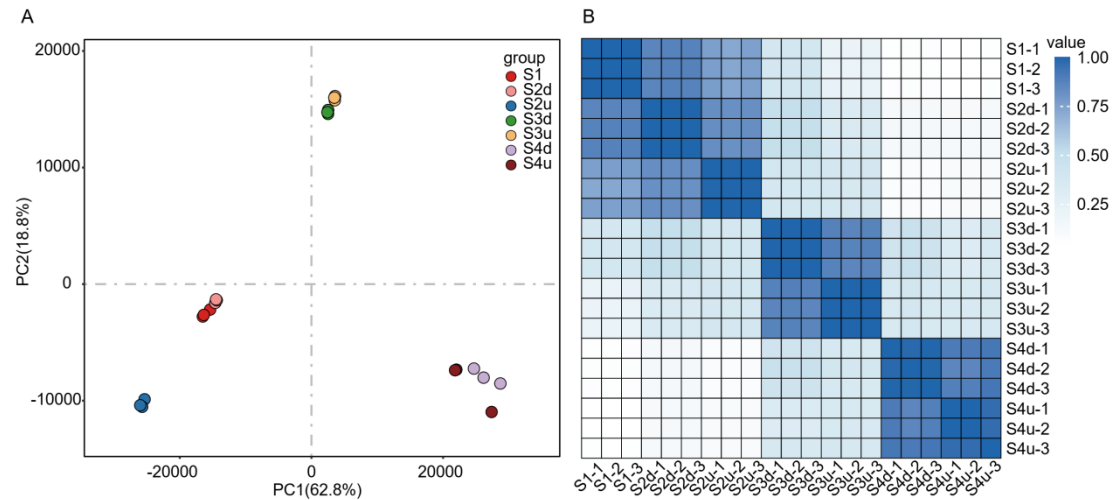 A
20000
10000
0
-10000
PC2(18.8%)
-20000
0
20000
PC1(62.8%)
group
S1
S2d
S2u
S3d
S3u
S4d
S4u
B
S1-1
S1-2
S1-3
S2d-1
S2d-2
S2d-3
S2u-1
S2u-2
S2u-3
S3d-1
S3d-2
S3d-3
S3u-1
S3u-2
S3u-3
S4d-1
S4d-2
S4d-3
S4u-1
S4u-2
S4u-3
S1-1
S1-2
S1-3
S2d-1
S2d-2
S2d-3
S2u-1
S2u-2
S2u-3
S3d-1
S3d-2
S3d-3
S3u-1
S3u-2
S3u-3
S4d-1
S4d-2
S4d-3
S4u-1
S4u-2
S4u-3
value
1.00
0.75
0.50
0.25